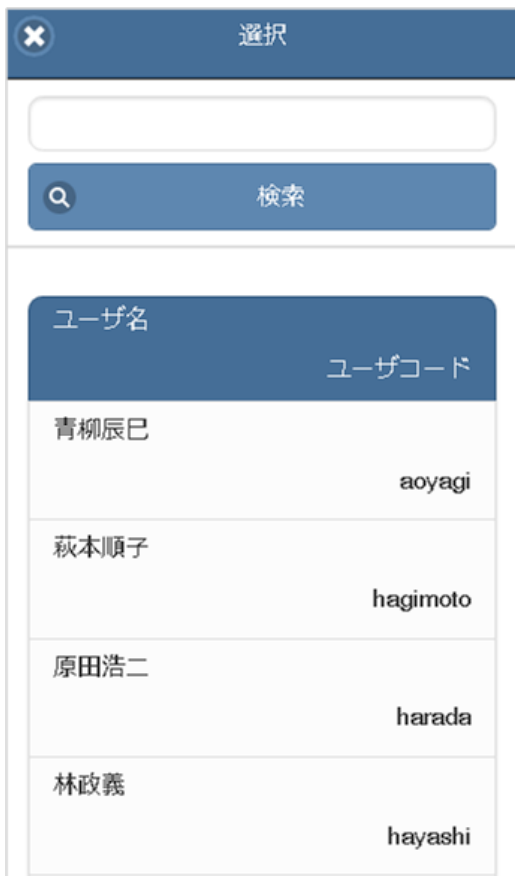 選択
検索
ユーザ名
ユーザコード
青柳辰巳
aoyagi
萩本順子
hagimoto
原田浩二
harada
林政義
hayashi